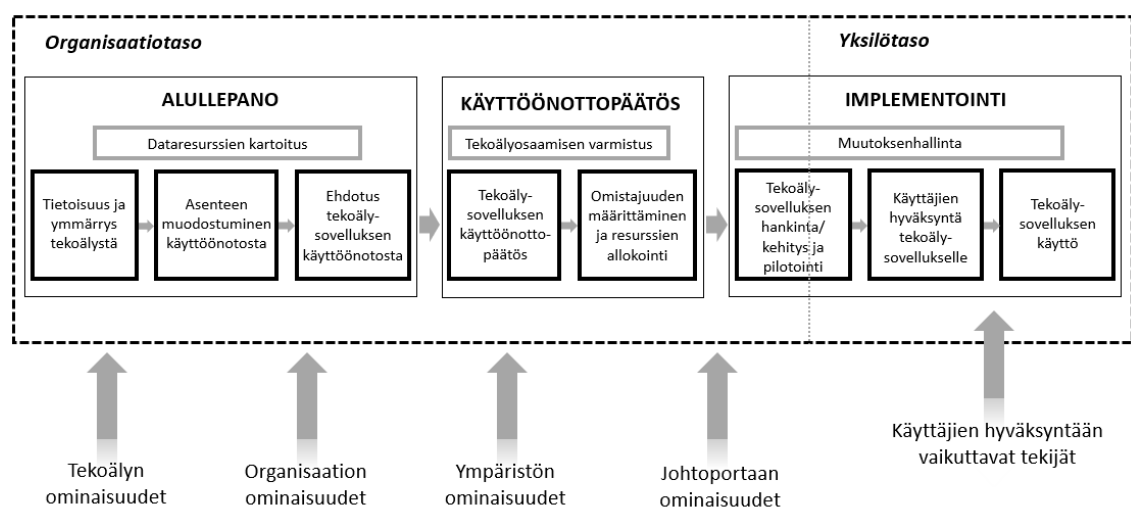 Organisaatiotaso
Yksilötaso
ALULLEPANO
Dataresurssien kartoitus
Tietoisuus ja
ymmärrys
tekoälystä
Asenteen
muodostuminen
käyttöönotosta
Ehdotus
tekoäly-
sovelluksen
käyttöönotosta
KÄYTTÖÖNOTTOPÄÄTÖS
Tekoälyosaamisen varmistus
Tekoäly-
sovelluksen
käyttöönotto-
päätös
Omistajuuden
määrittäminen
ja resurssien
allokointi
IMPLEMENTOINTI
Muutoksenhallinta
Tekoäly-
sovelluksen
hankinta/
kehitys ja
pilotointi
Käyttäjien
hyväksyntä
tekoäly-
sovellukselle
Tekoäly-
sovelluksen
käyttö
Tekoälyn
ominaisuudet
Organisaation
ominaisuudet
Ympäristön
ominaisuudet
Johtoportaan
ominaisuudet
Käyttäjien hyväksyntään
vaikuttavat tekijät